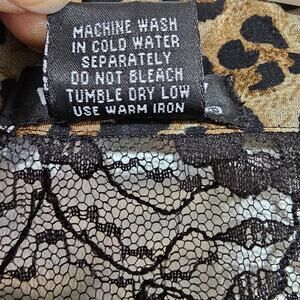 MACHINE WASH
IN COLD WATER
SEPARATELY
DO NOT BLEACH
TUMBLE DRY LOW
USE WARM IRON